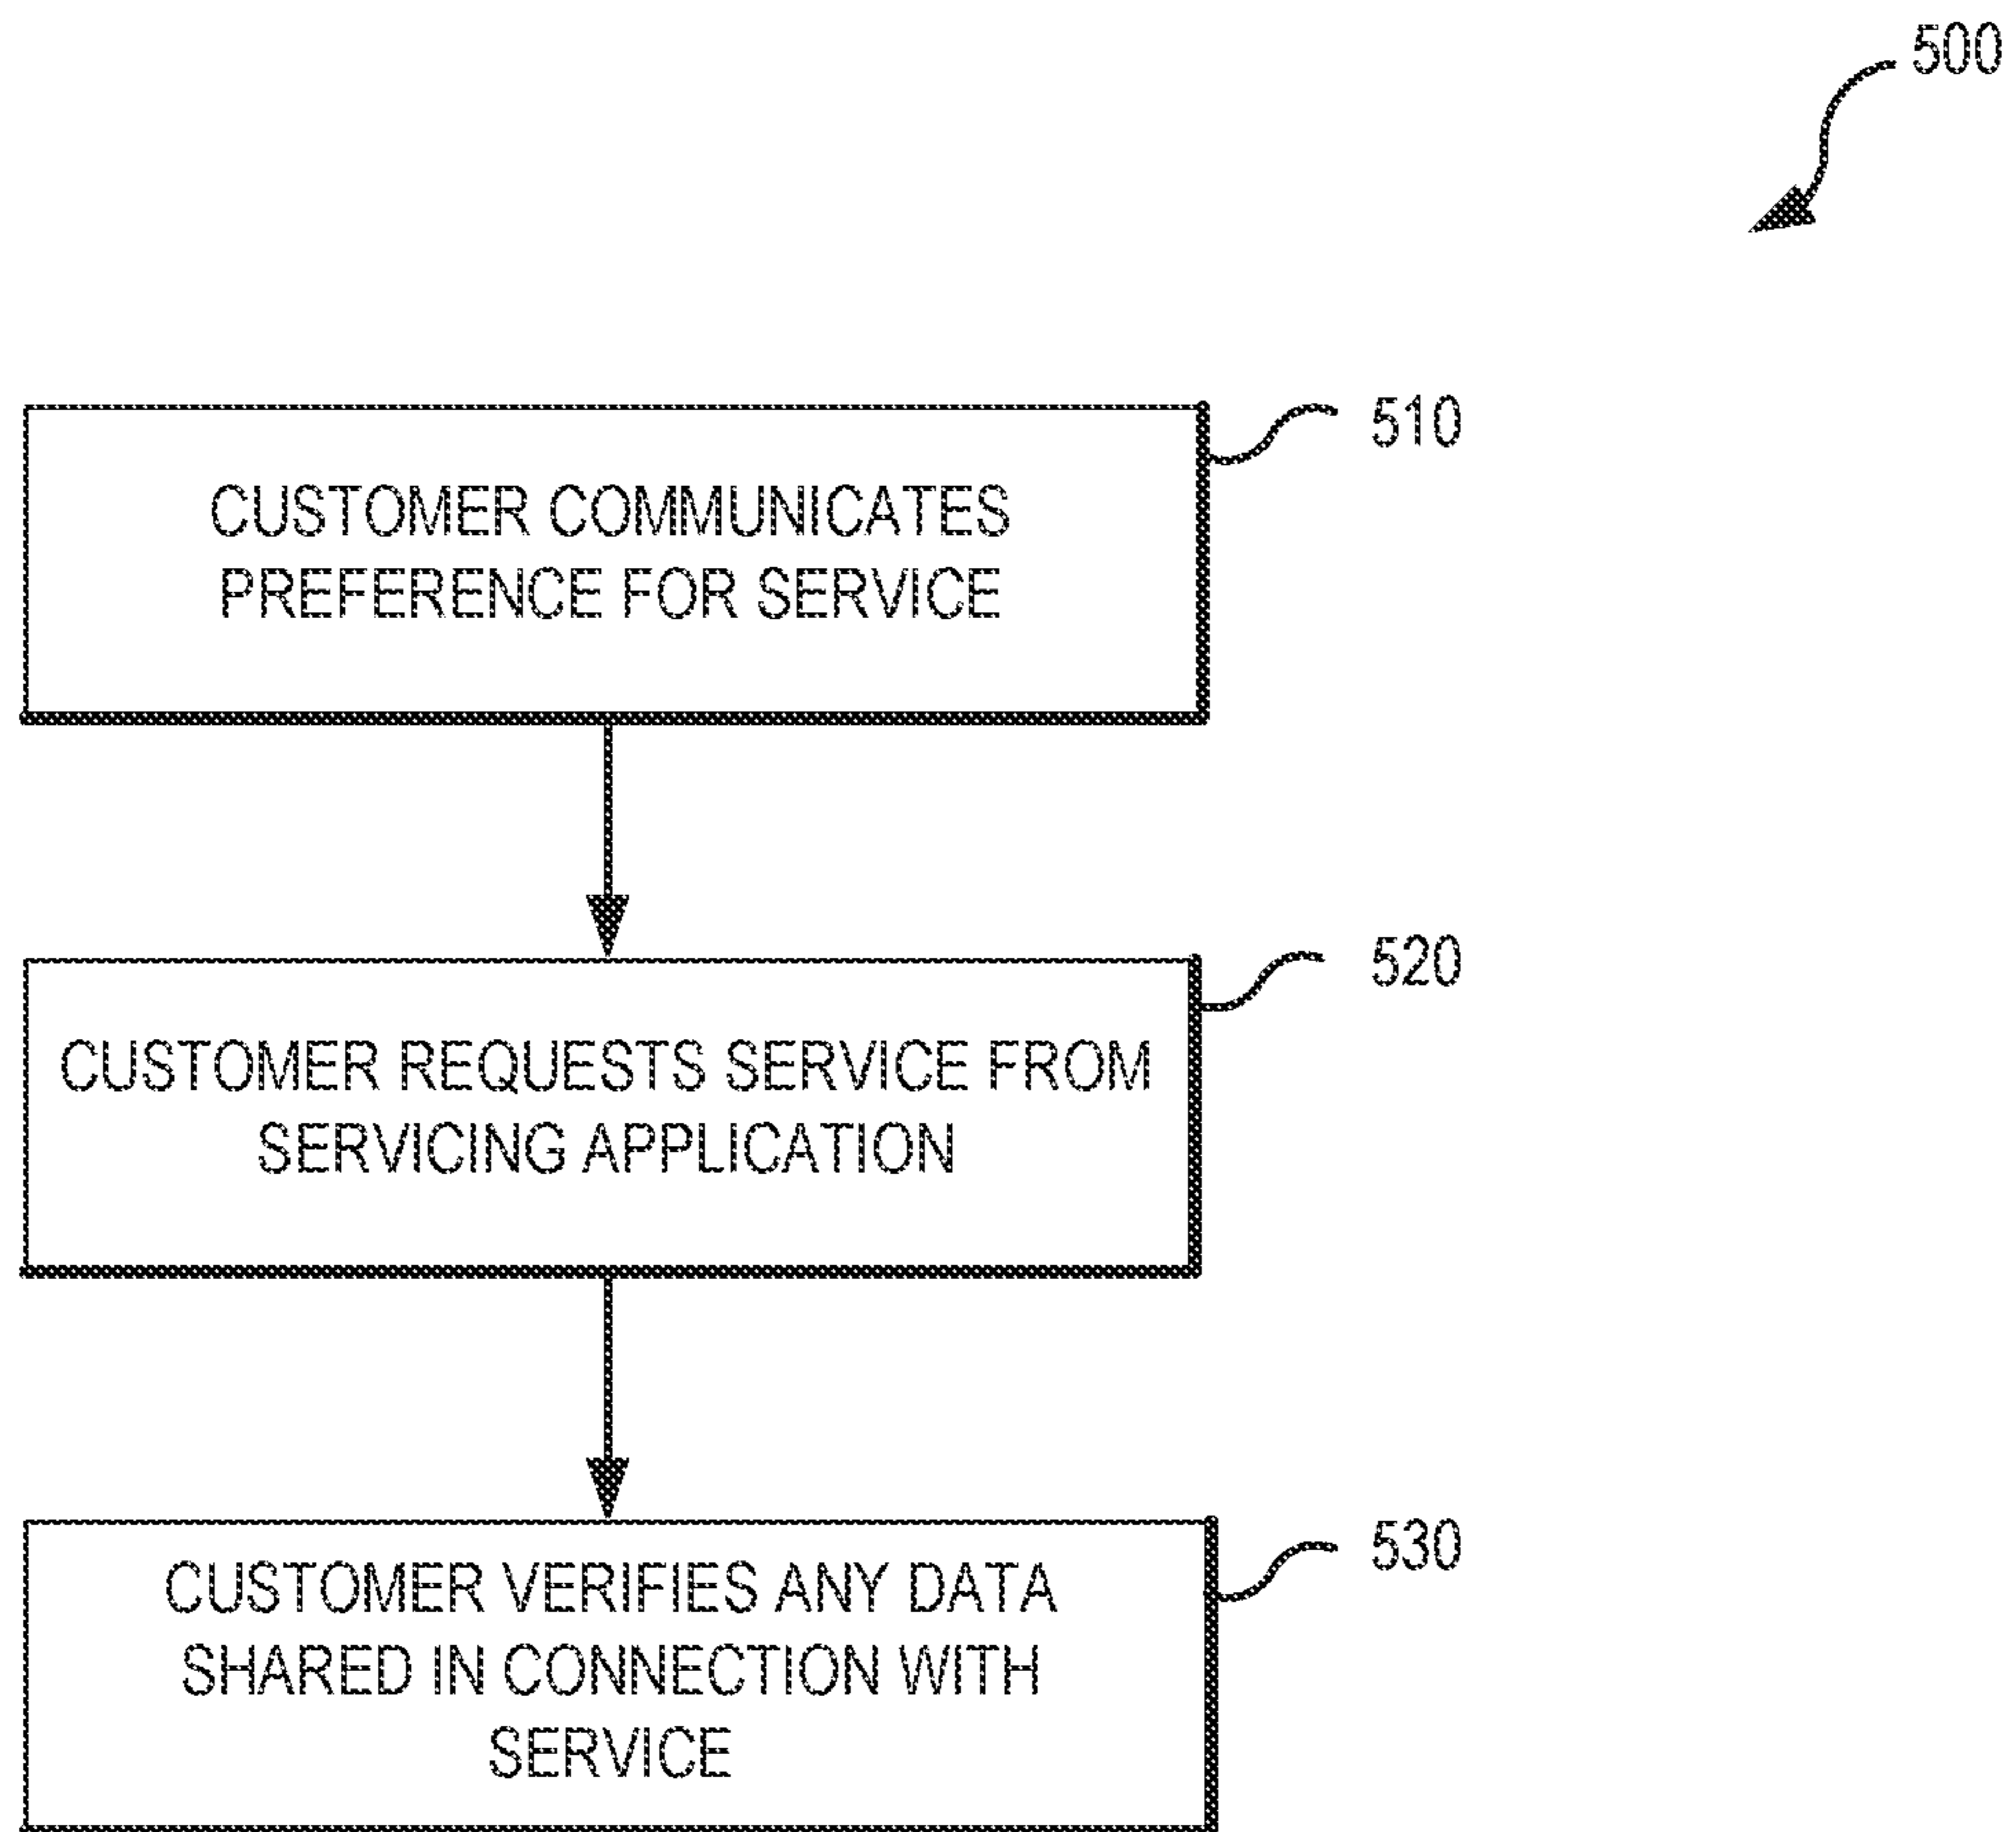 500
510
CUSTOMER COMMUNICATES
PREFERENCE FOR SERVICE
520
CUSTOMER REQUESTS SERVICE FROM
SERVICING APPLICATION
530
CUSTOMER VERIFIES ANY DATA
SHARED IN CONNECTION WITH
SERVICE